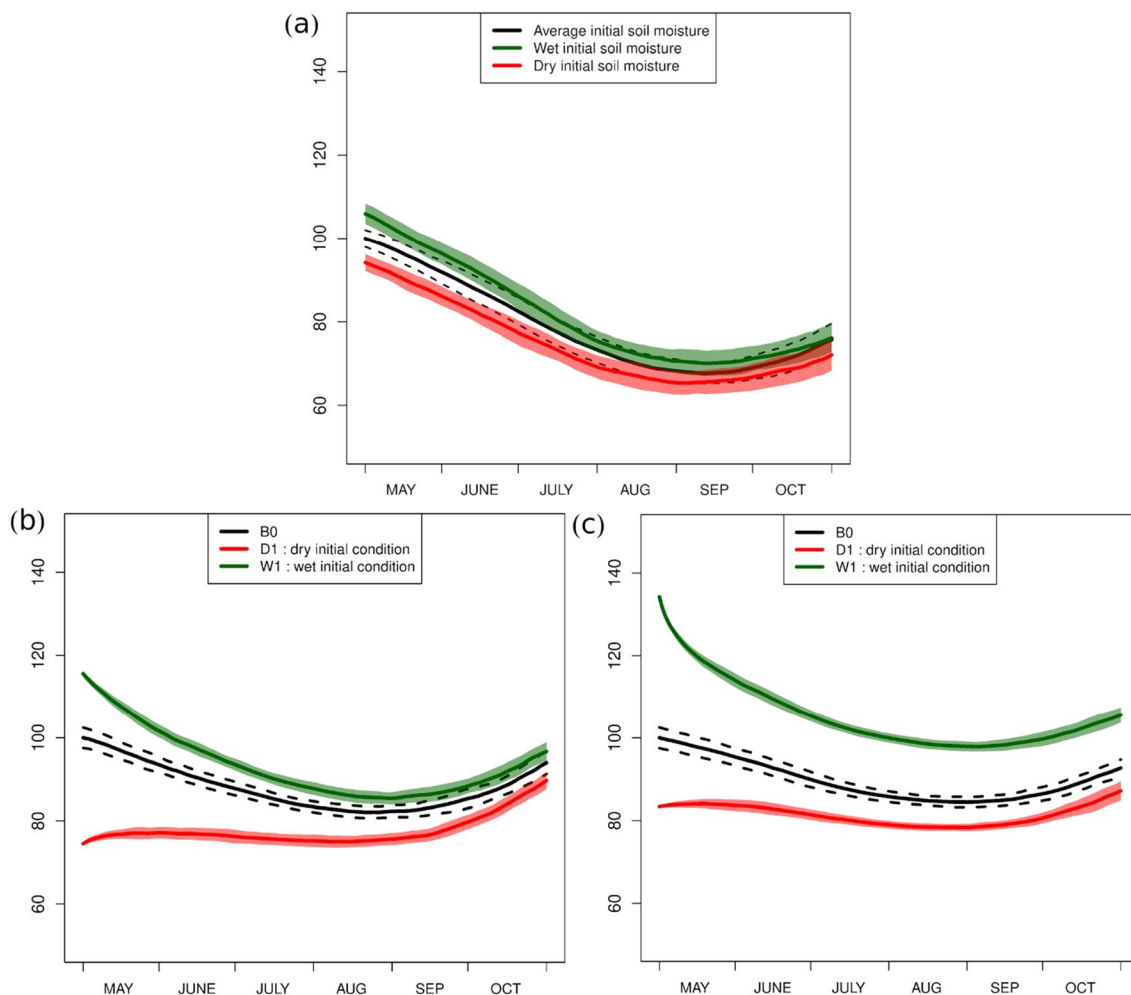 (a)
Average initial soil moisture
Wet initial soil moisture
Dry initial soil moisture
140
120
100
80
60
MAY JUNE JULY AUG SEP OCT
(b)
B0
D1 : dry initial condition
W1 : wet initial condition
140
120
100
80
60
MAY JUNE JULY AUG SEP OCT
(c)
B0
D1 : dry initial condition
W1 : wet initial condition
140
120
100
80
60
MAY JUNE JULY AUG SEP OCT